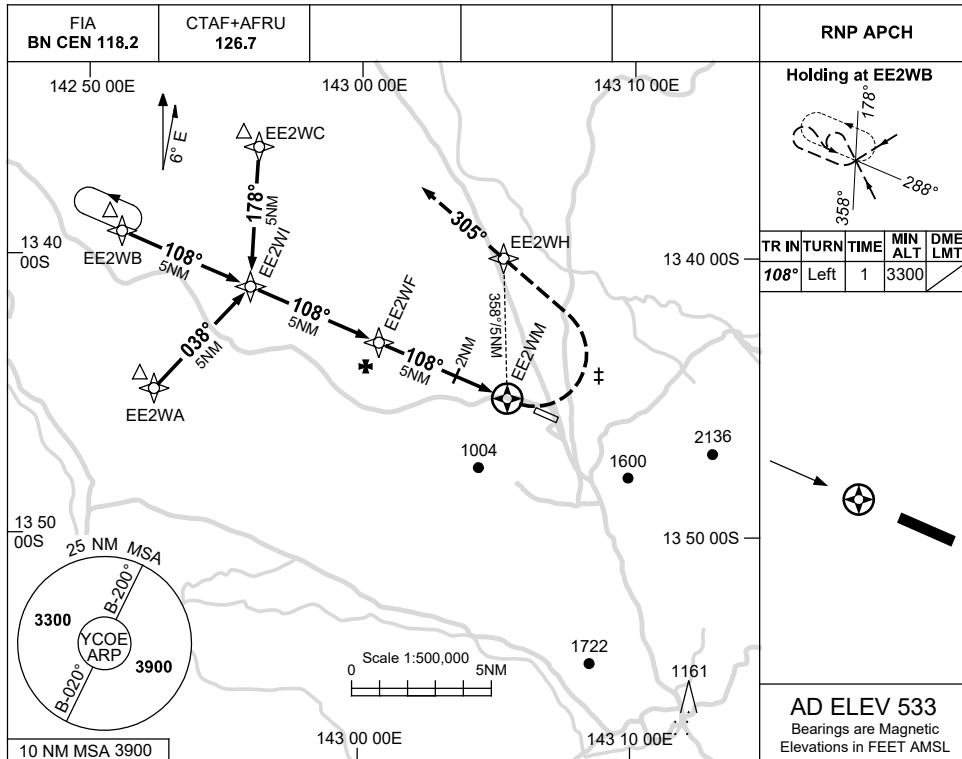 FIA
BN CEN 118.2
CTAF+AFRU
126.7
RNP APCH
142 50 00E
143 00 00E
143 10 00E
6° E
EE2WC
178°
5NM
EE2WB
108°
5NM
EE2WI
13 40
00S
038°
5NM
EE2WA
108°
5NM
EE2WF
108°
5NM
2NM
EE2WM
305°
EE2WH
358°/5NM
13 40 00S
1004
1600
2136
13 50
00S
13 50 00S
25 NM MSA
B-200°
3300
YCOE
ARP
3900
B-020°
10 NM MSA 3900
Scale 1:500,000
0
5NM
1722
1161
143 00 00E
143 10 00E
Holding at EE2WB
178°
288°
358°
TR IN TURN TIME MIN ALT DME LMT
108° Left 1 3300
AD ELEV 533
Bearings are Magnetic
Elevations in FEET AMSL